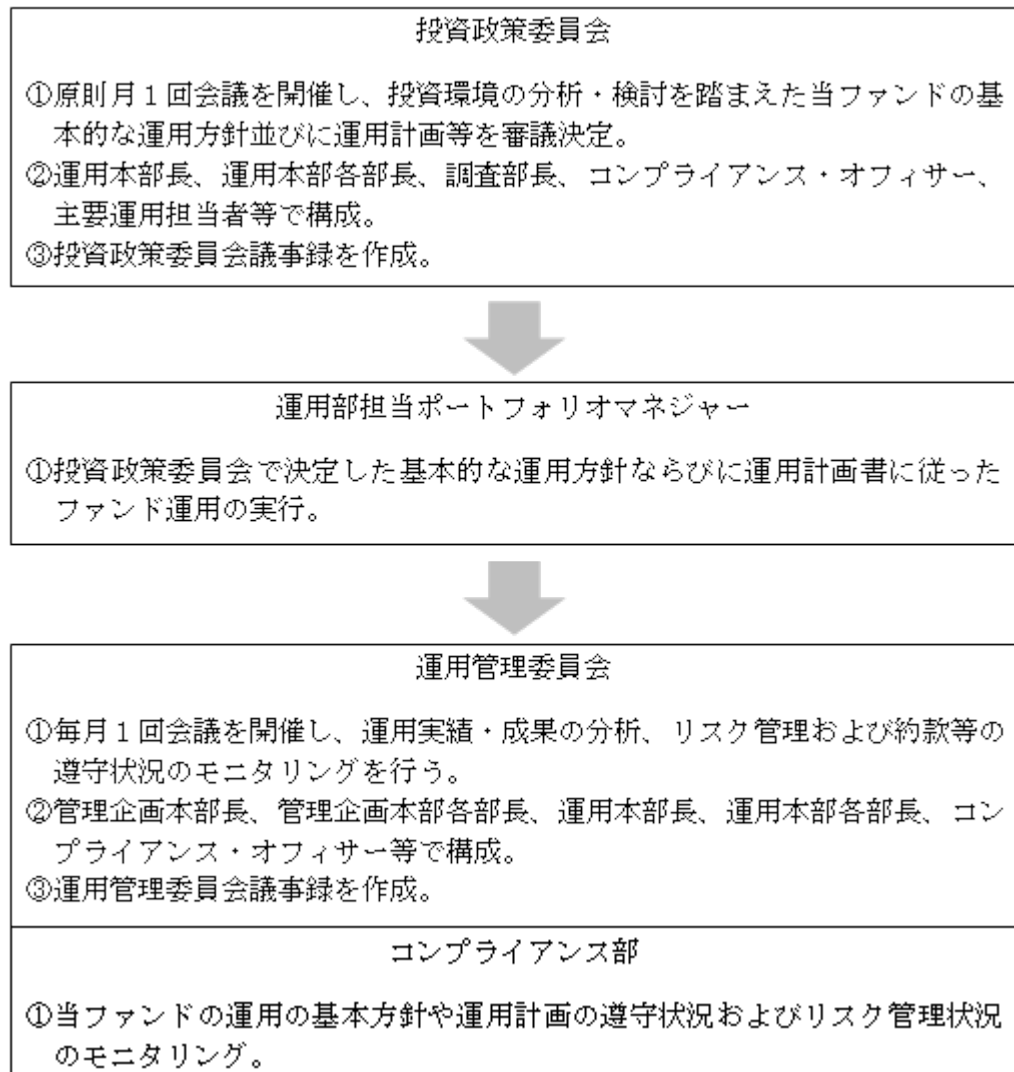 投資政策委員会
①原則月１回会議を開催し、投資環境の分析・検討を踏まえた当ファンドの基
本的な運用方針並びに運用計画等を審議決定。
②運用本部長、運用本部各部長、調査部長、コンプライアンス・オフィサー、
主要運用担当者等で構成。
③投資政策委員会議事録を作成。
運用部担当ポートフォリオマネジャー
①投資政策委員会で決定した基本的な運用方針ならびに運用計画書に従った
ファンド運用の実行。
運用管理委員会
①毎月１回会議を開催し、運用実績・成果の分析、リスク管理および約款等の
遵守状況のモニタリングを行う。
②管理企画本部長、管理企画本部各部長、運用本部長、運用本部各部長、コン
プライアンス・オフィサー等で構成。
③運用管理委員会議事録を作成。
コンプライアンス部
①当ファンドの運用の基本方針や運用計画の遵守状況およびリスク管理状況
のモニタリング。